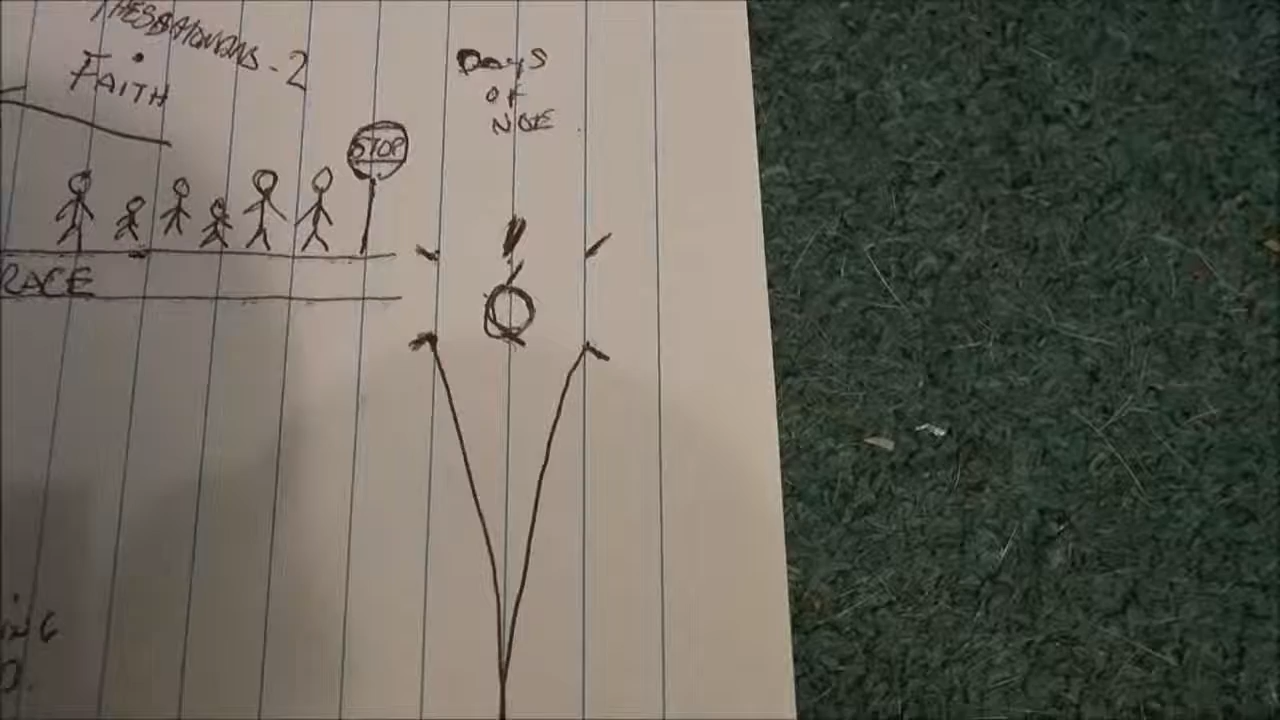 THESSALONIANS - 2
FAITH
STOP
RACE
Days
OF
NOE